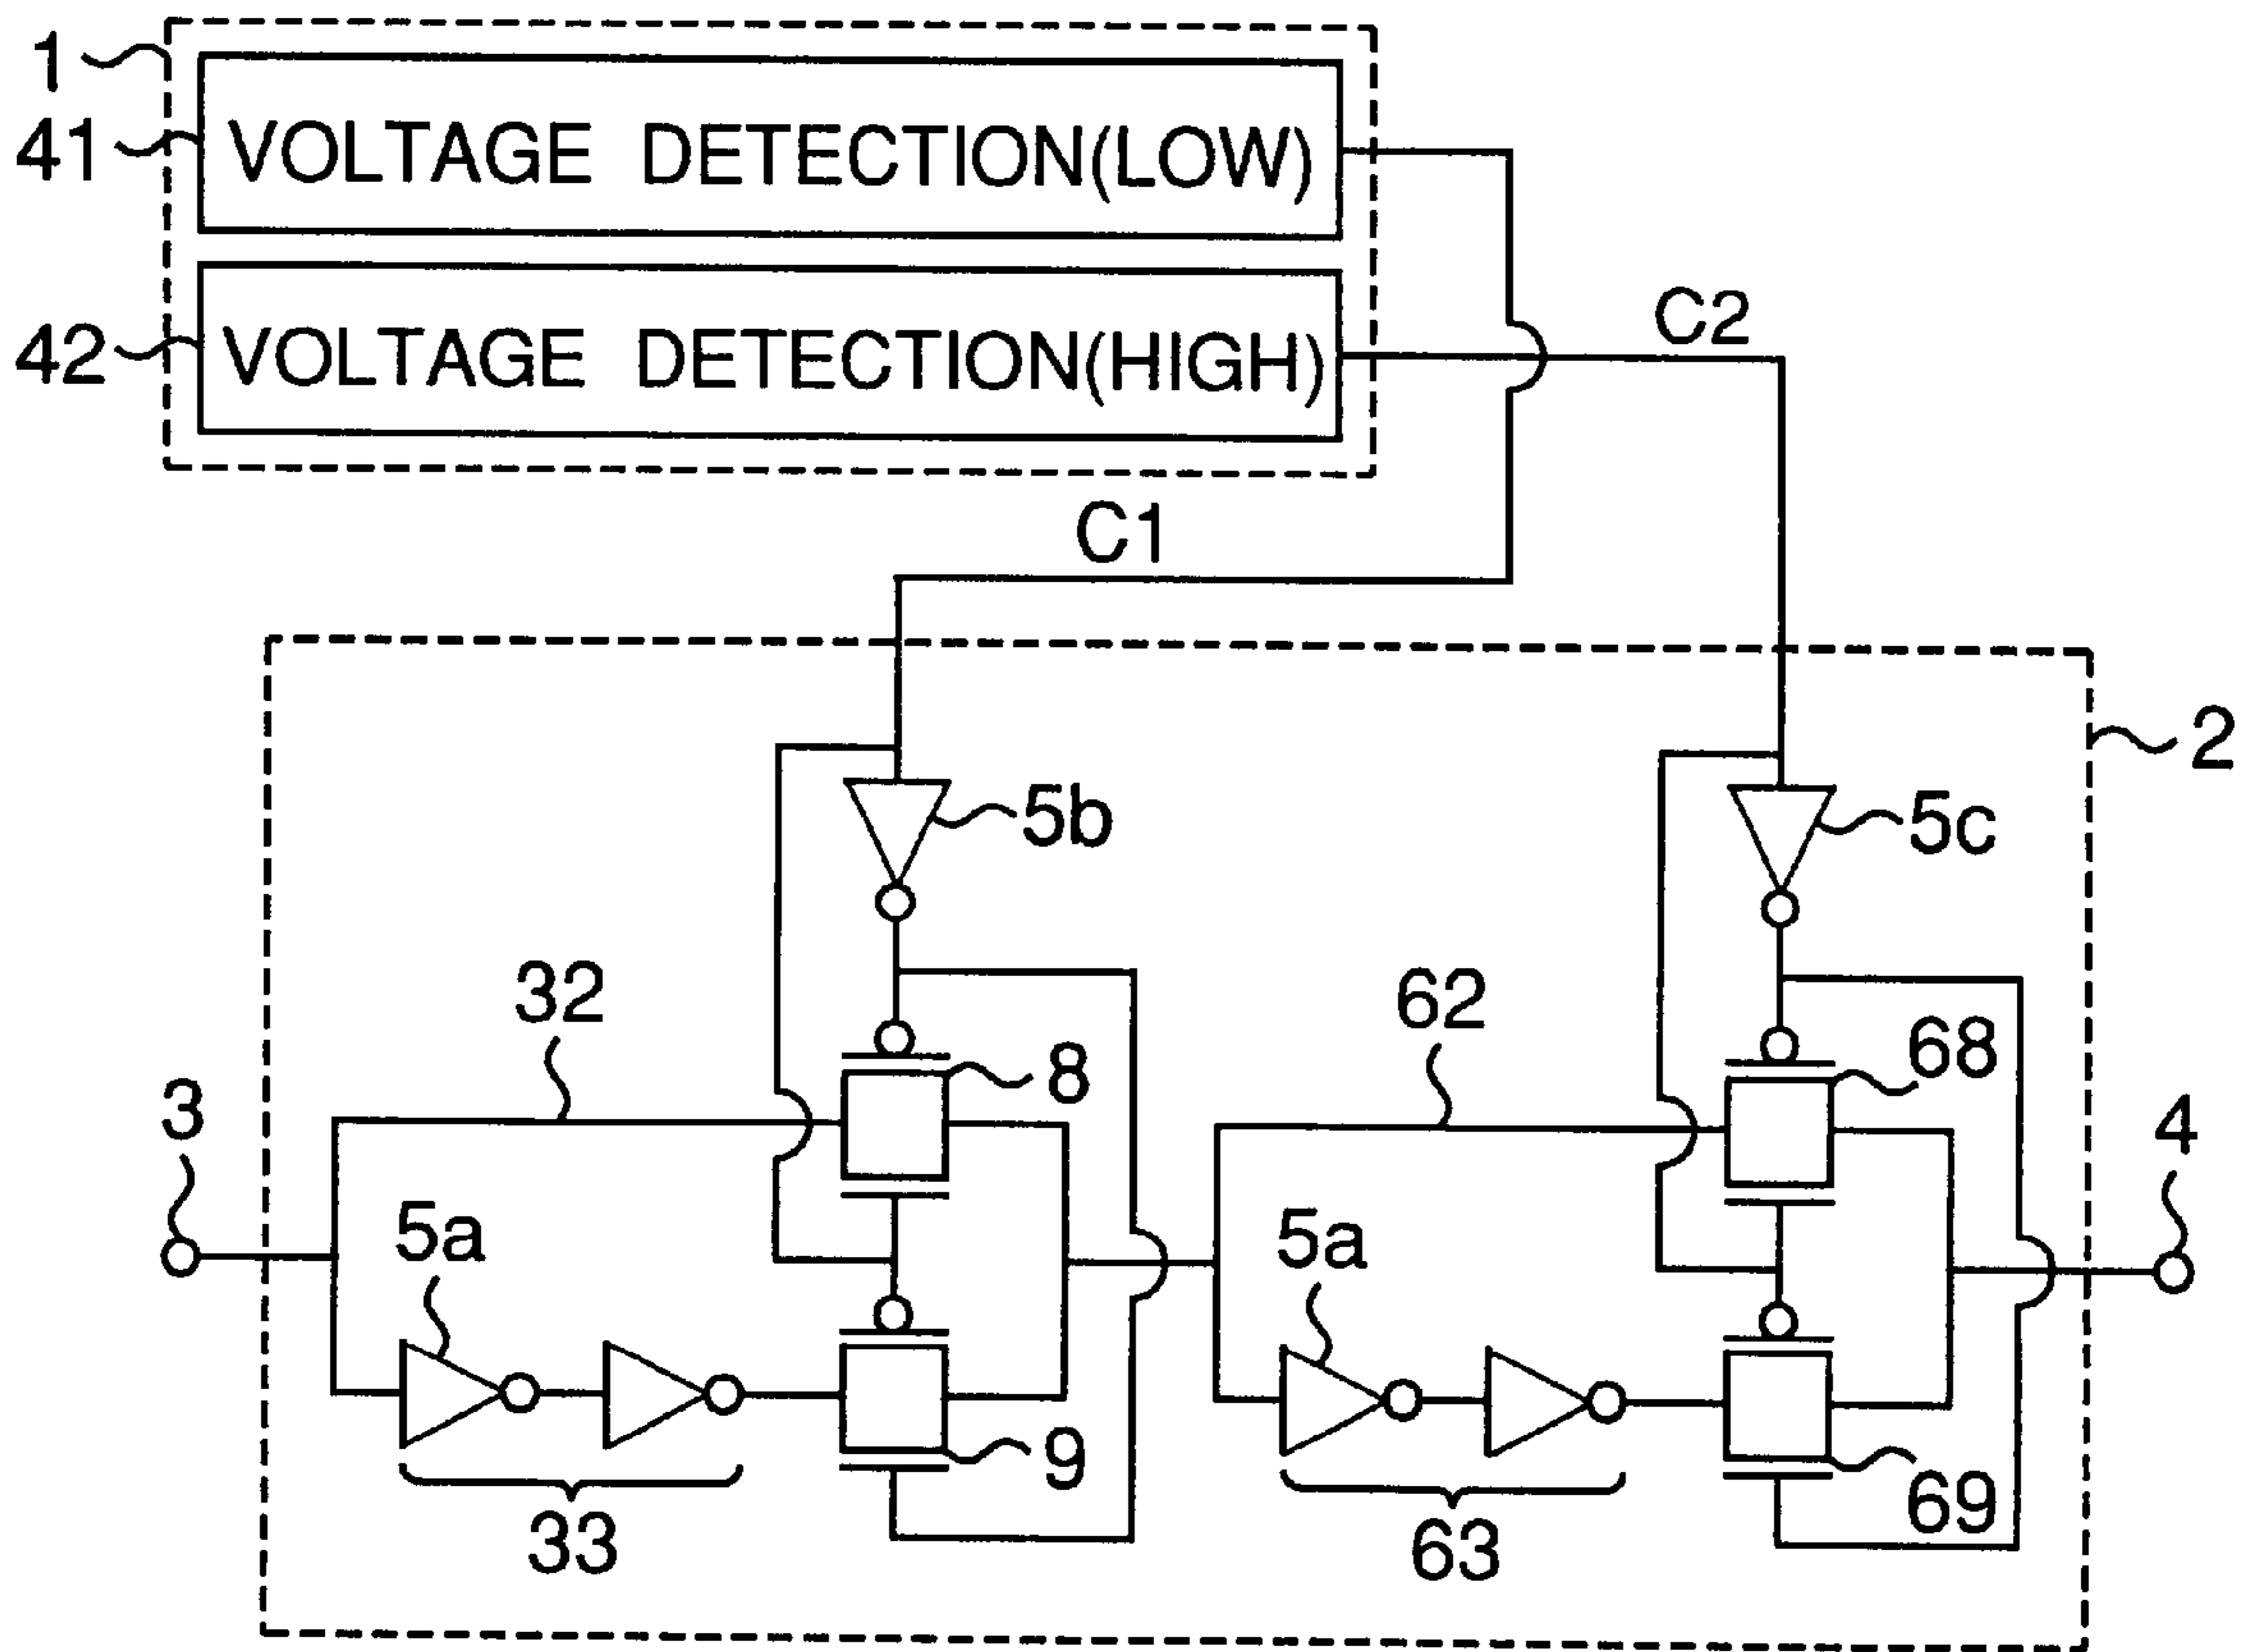 1
41 VOLTAGE DETECTION(LOW)
42 VOLTAGE DETECTION(HIGH)
C2
C1
2
5b
5c
32
62
8
68
3
4
5a
5a
9
69
33
63